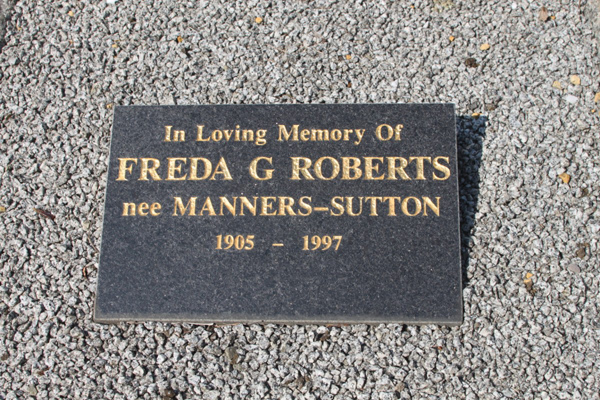 In Loving Memory Of
FREDA G ROBERTS
nee MANNERS-SUTTON
1905 - 1997